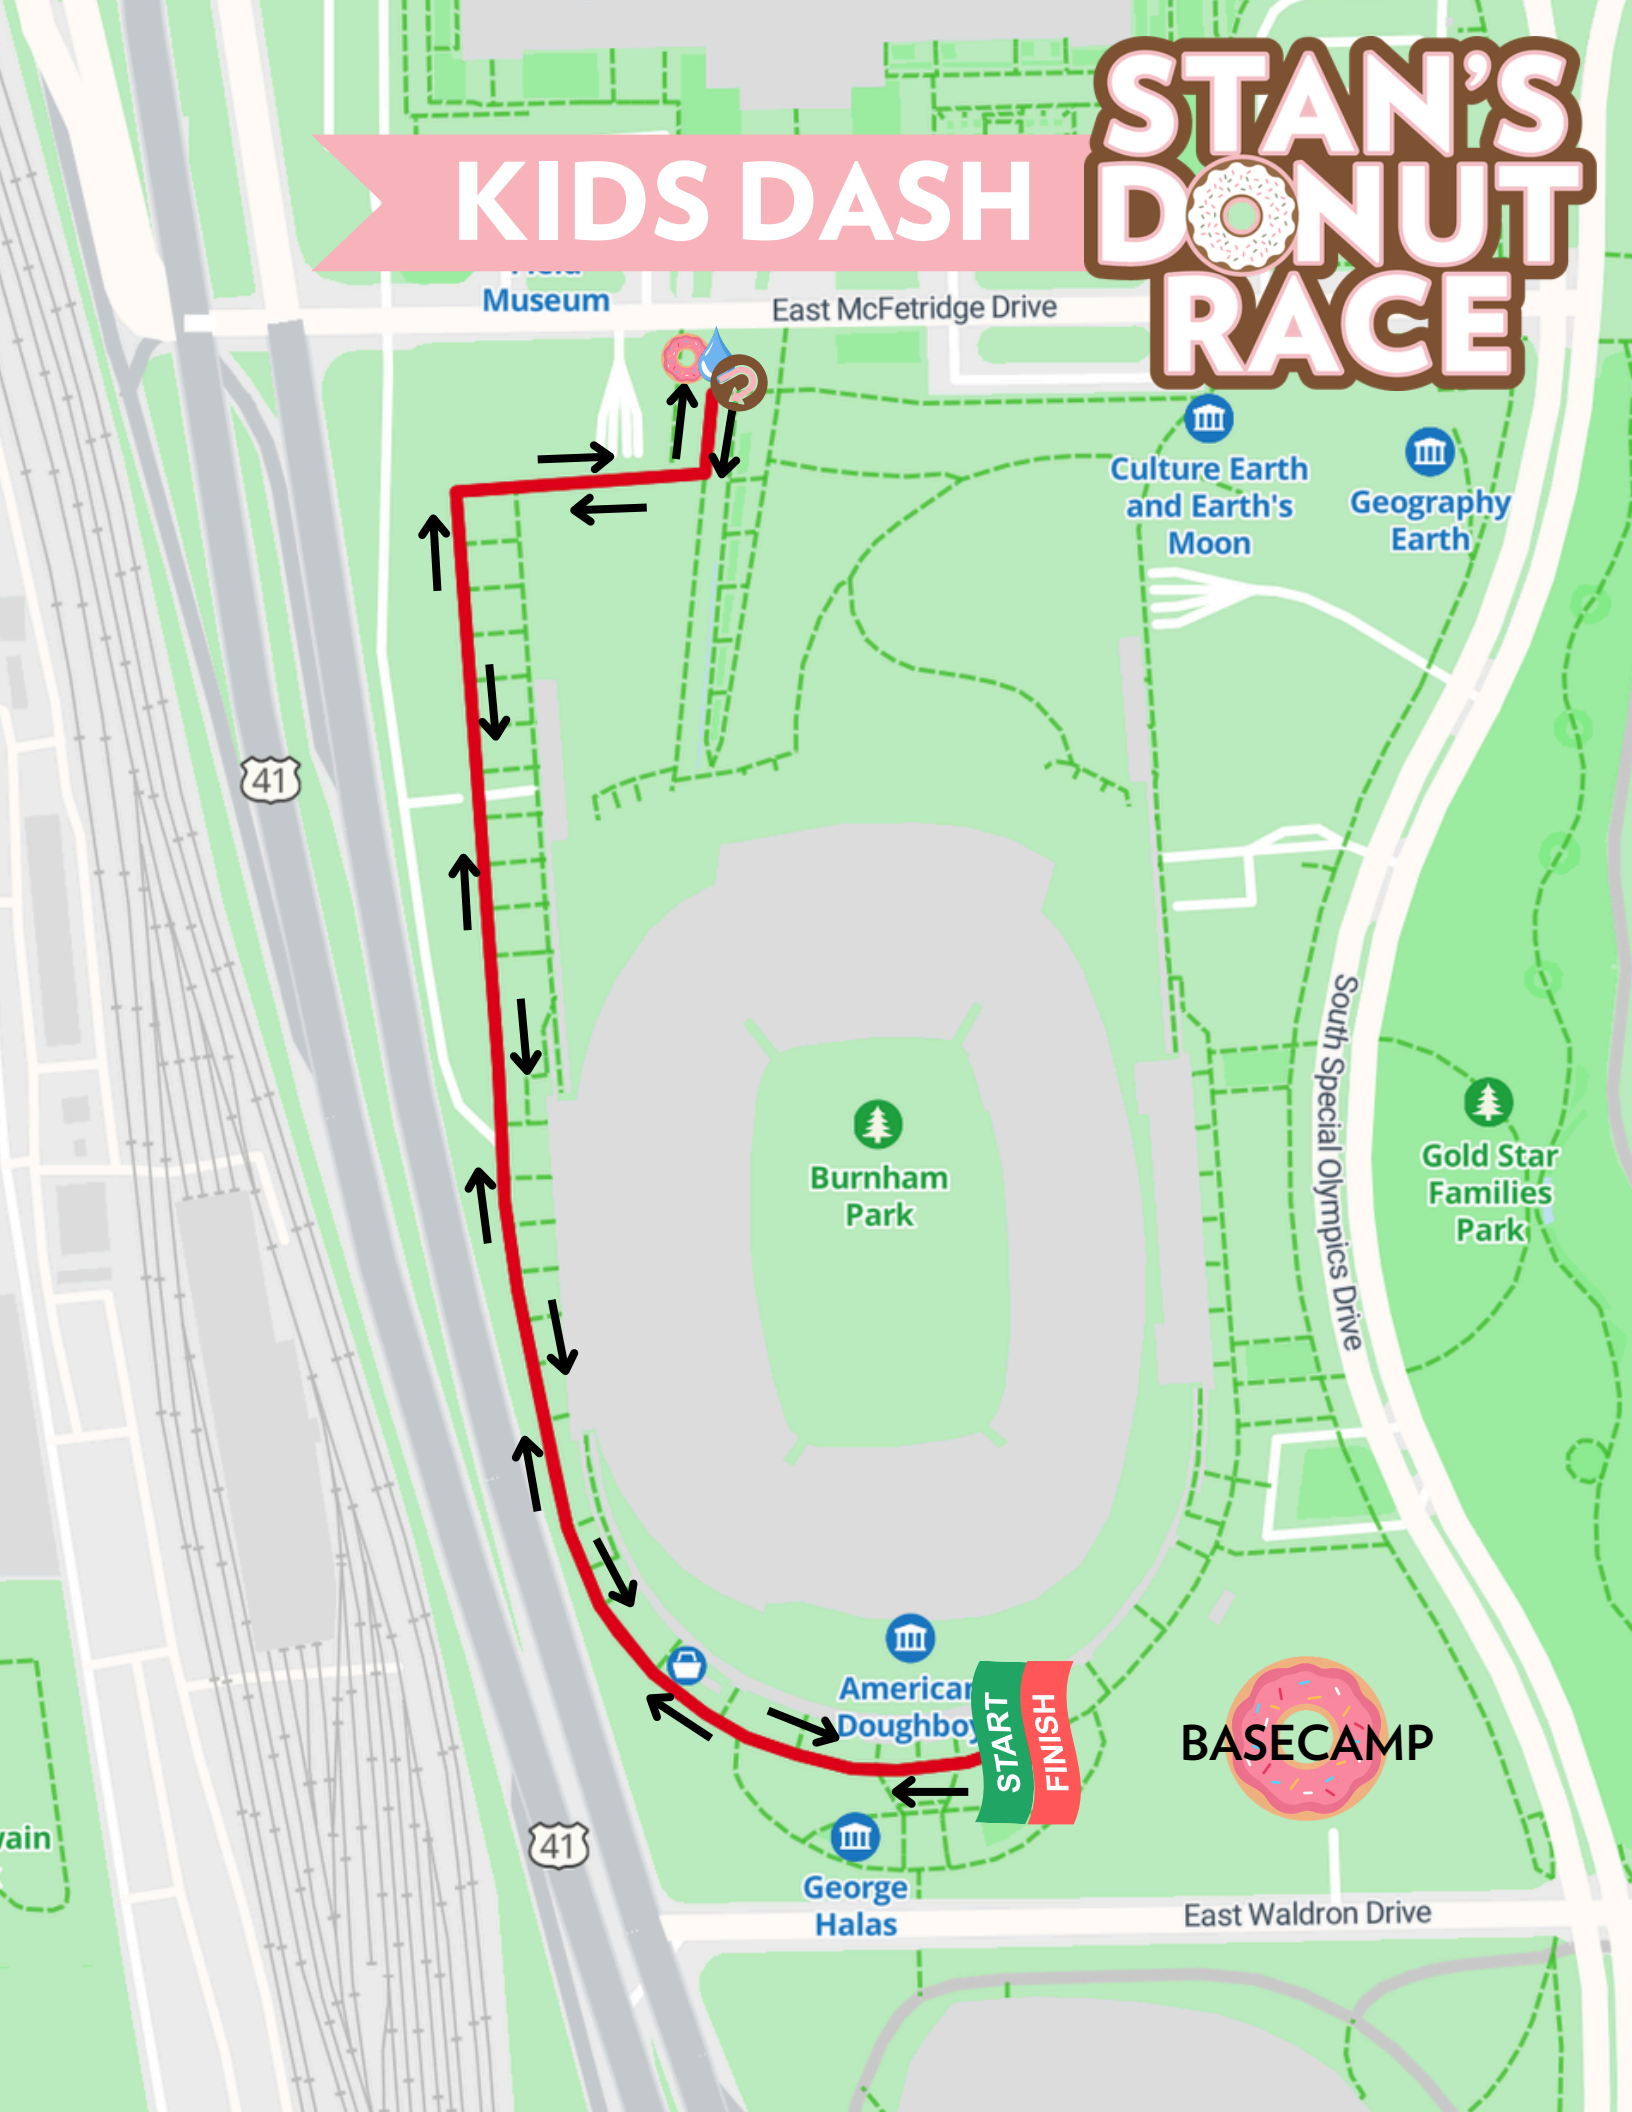 STAN'S
DONUT
RACE
KIDS DASH
Museum
East McFetridge Drive
Culture Earth
and Earth's
Moon
Geography
Earth
41
South Special Olympics Drive
Burnham
Park
Gold Star
Families
Park
American
Doughboy
START
FINISH
BASECAMP
41
George
Halas
East Waldron Drive